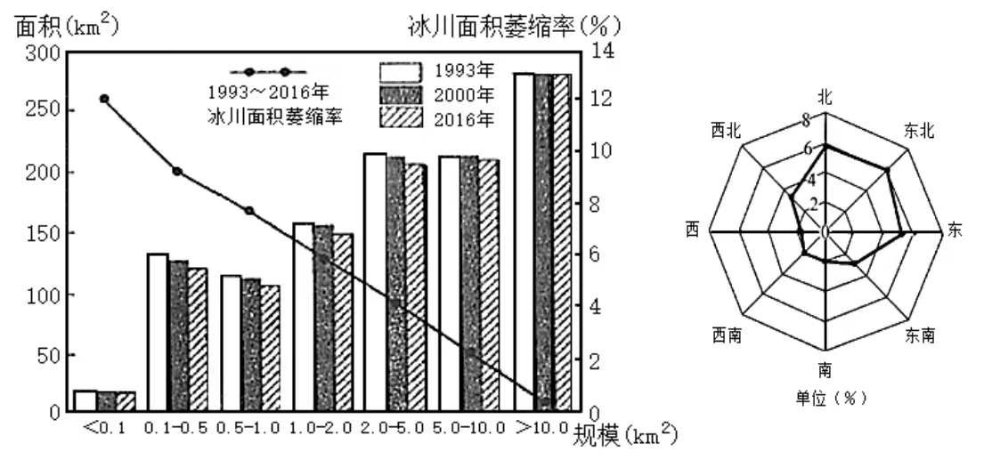 面积(km²)
冰川面积萎缩率(%)
300
250
200
150
100
50
0
14
12
10
8
6
4
2
0
1993~2016年
冰川面积萎缩率
1993年
2000年
2016年
<0.1
0.1-0.5
0.5-1.0
1.0-2.0
2.0-5.0
5.0-10.0
>10.0
规模(km²)
北
东北
东
东南
南
西南
西
西北
8
6
4
2
0
单位(%)